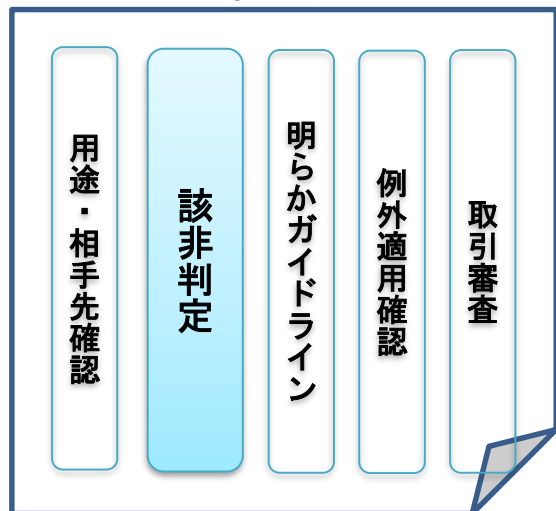 用途・相手先確認
該非判定
明らかガイドライン
例外適用確認
取引審査